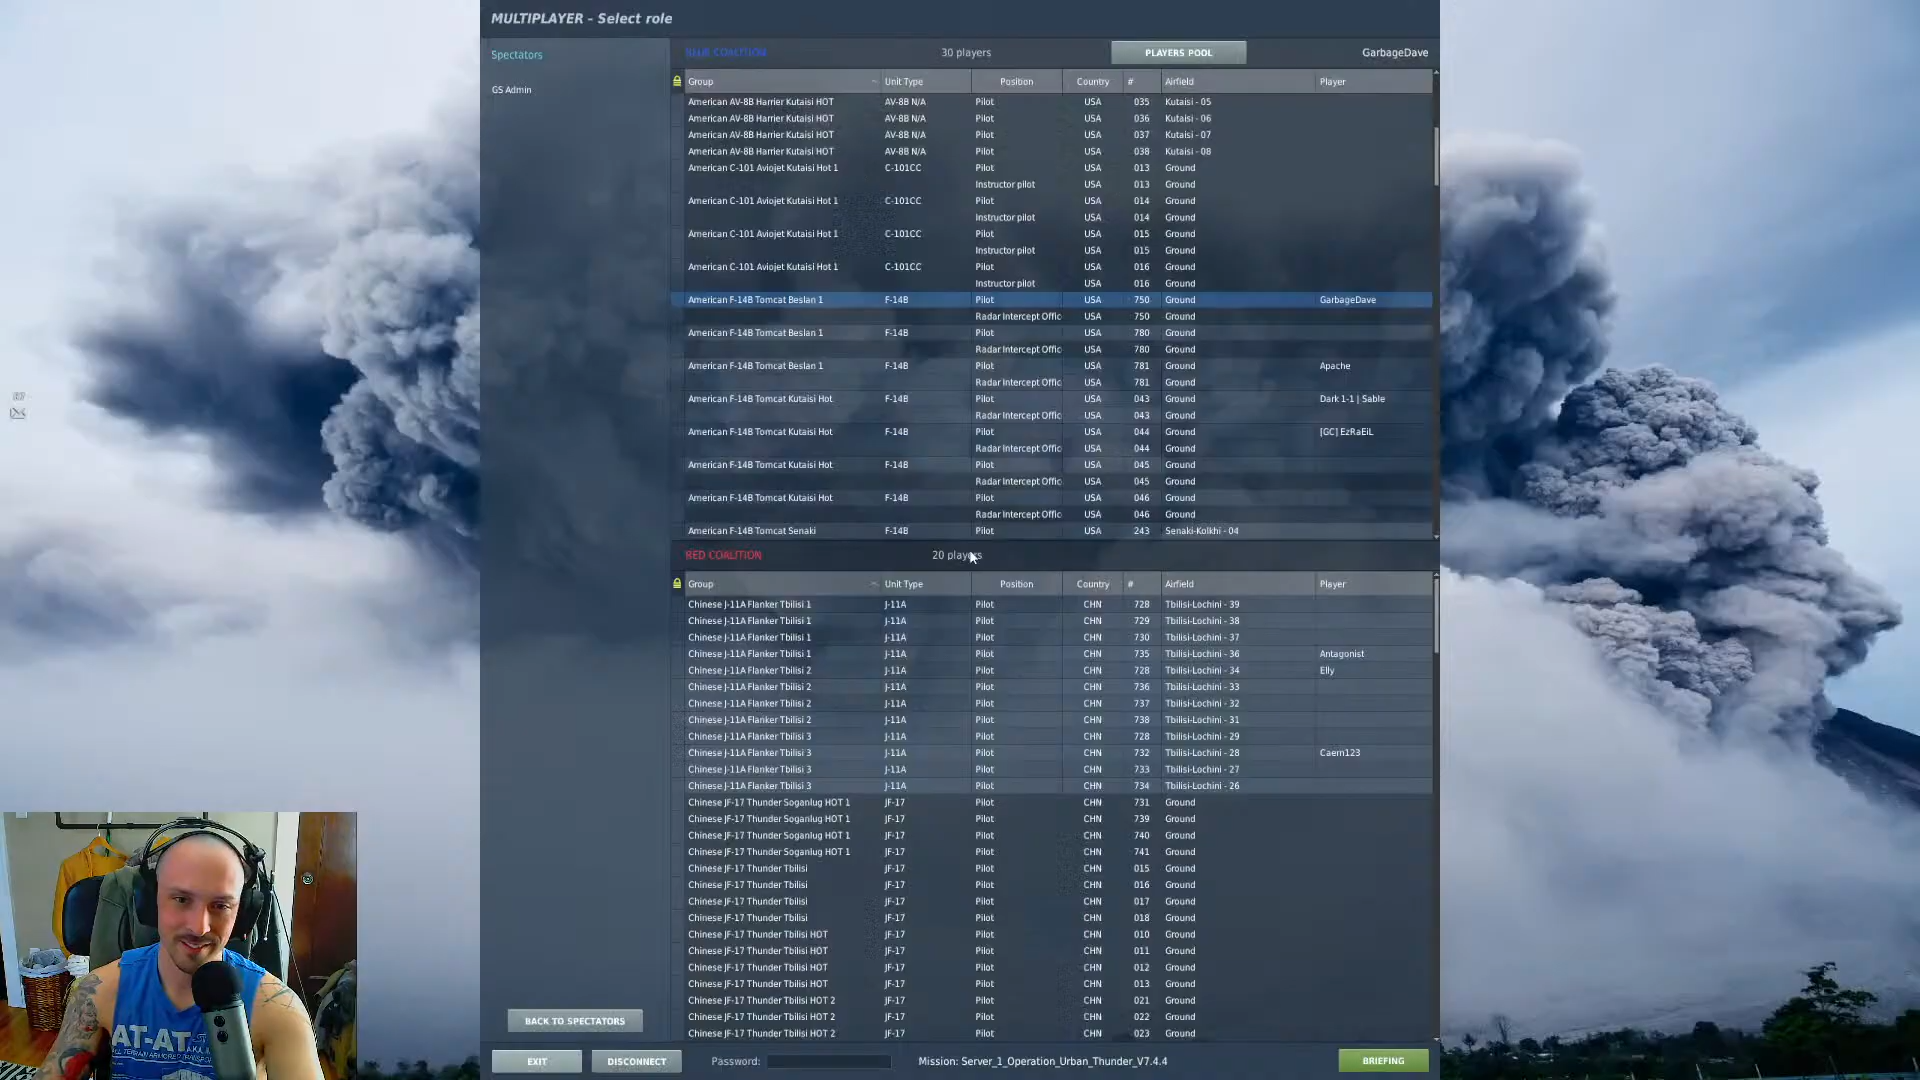 MULTIPLAYER - Select role
Spectators
GS Admin
BLUE COALITION 30 players PLAYERS POOL GarbageDave
Group Unit Type Position Country # Airfield Player
American AV-8B Harrier Kutaisi HOT AV-8B N/A Pilot USA 035 Kutaisi - 05
American AV-8B Harrier Kutaisi HOT AV-8B N/A Pilot USA 036 Kutaisi - 06
American AV-8B Harrier Kutaisi HOT AV-8B N/A Pilot USA 037 Kutaisi - 07
American AV-8B Harrier Kutaisi HOT AV-8B N/A Pilot USA 038 Kutaisi - 08
American C-101 Aviojet Kutaisi Hot 1 C-101CC Pilot USA 013 Ground
Instructor pilot USA 013 Ground
American C-101 Aviojet Kutaisi Hot 1 C-101CC Pilot USA 014 Ground
Instructor pilot USA 014 Ground
American C-101 Aviojet Kutaisi Hot 1 C-101CC Pilot USA 015 Ground
Instructor pilot USA 015 Ground
American C-101 Aviojet Kutaisi Hot 1 C-101CC Pilot USA 016 Ground
Instructor pilot USA 016 Ground
American F-14B Tomcat Beslan 1 F-14B Pilot USA 750 Ground GarbageDave
Radar Intercept Offic USA 750 Ground
American F-14B Tomcat Beslan 1 F-14B Pilot USA 780 Ground
Radar Intercept Offic USA 780 Ground
American F-14B Tomcat Beslan 1 F-14B Pilot USA 781 Ground Apache
Radar Intercept Offic USA 781 Ground
American F-14B Tomcat Kutaisi Hot F-14B Pilot USA 043 Ground Dark 1-1 | Sable
Radar Intercept Offic USA 043 Ground
American F-14B Tomcat Kutaisi Hot F-14B Pilot USA 044 Ground [GC] EzRaEiL
Radar Intercept Offic USA 044 Ground
American F-14B Tomcat Kutaisi Hot F-14B Pilot USA 045 Ground
Radar Intercept Offic USA 045 Ground
American F-14B Tomcat Kutaisi Hot F-14B Pilot USA 046 Ground
Radar Intercept Offic USA 046 Ground
American F-14B Tomcat Senaki F-14B Pilot USA 243 Senaki-Kolkhi - 04
RED COALITION 20 players
Group Unit Type Position Country # Airfield Player
Chinese J-11A Flanker Tbilisi 1 J-11A Pilot CHN 728 Tbilisi-Lochini - 39
Chinese J-11A Flanker Tbilisi 1 J-11A Pilot CHN 729 Tbilisi-Lochini - 38
Chinese J-11A Flanker Tbilisi 1 J-11A Pilot CHN 730 Tbilisi-Lochini - 37
Chinese J-11A Flanker Tbilisi 1 J-11A Pilot CHN 735 Tbilisi-Lochini - 36 Antagonist
Chinese J-11A Flanker Tbilisi 2 J-11A Pilot CHN 728 Tbilisi-Lochini - 34 Elly
Chinese J-11A Flanker Tbilisi 2 J-11A Pilot CHN 736 Tbilisi-Lochini - 33
Chinese J-11A Flanker Tbilisi 2 J-11A Pilot CHN 737 Tbilisi-Lochini - 32
Chinese J-11A Flanker Tbilisi 2 J-11A Pilot CHN 738 Tbilisi-Lochini - 31
Chinese J-11A Flanker Tbilisi 3 J-11A Pilot CHN 728 Tbilisi-Lochini - 29
Chinese J-11A Flanker Tbilisi 3 J-11A Pilot CHN 732 Tbilisi-Lochini - 28 Caem123
Chinese J-11A Flanker Tbilisi 3 J-11A Pilot CHN 733 Tbilisi-Lochini - 27
Chinese J-11A Flanker Tbilisi 3 J-11A Pilot CHN 734 Tbilisi-Lochini - 26
Chinese JF-17 Thunder Soganlug HOT 1 JF-17 Pilot CHN 731 Ground
Chinese JF-17 Thunder Soganlug HOT 1 JF-17 Pilot CHN 739 Ground
Chinese JF-17 Thunder Soganlug HOT 1 JF-17 Pilot CHN 740 Ground
Chinese JF-17 Thunder Soganlug HOT 1 JF-17 Pilot CHN 741 Ground
Chinese JF-17 Thunder Tbilisi JF-17 Pilot CHN 015 Ground
Chinese JF-17 Thunder Tbilisi JF-17 Pilot CHN 016 Ground
Chinese JF-17 Thunder Tbilisi JF-17 Pilot CHN 017 Ground
Chinese JF-17 Thunder Tbilisi JF-17 Pilot CHN 018 Ground
Chinese JF-17 Thunder Tbilisi HOT JF-17 Pilot CHN 010 Ground
Chinese JF-17 Thunder Tbilisi HOT JF-17 Pilot CHN 011 Ground
Chinese JF-17 Thunder Tbilisi HOT JF-17 Pilot CHN 012 Ground
Chinese JF-17 Thunder Tbilisi HOT JF-17 Pilot CHN 013 Ground
Chinese JF-17 Thunder Tbilisi HOT 2 JF-17 Pilot CHN 021 Ground
Chinese JF-17 Thunder Tbilisi HOT 2 JF-17 Pilot CHN 022 Ground
Chinese JF-17 Thunder Tbilisi HOT 2 JF-17 Pilot CHN 023 Ground
BACK TO SPECTATORS
EXIT DISCONNECT Password: Mission: Server_1_Operation_Urban_Thunder_V7.4.4 BRIEFING
AT-AT